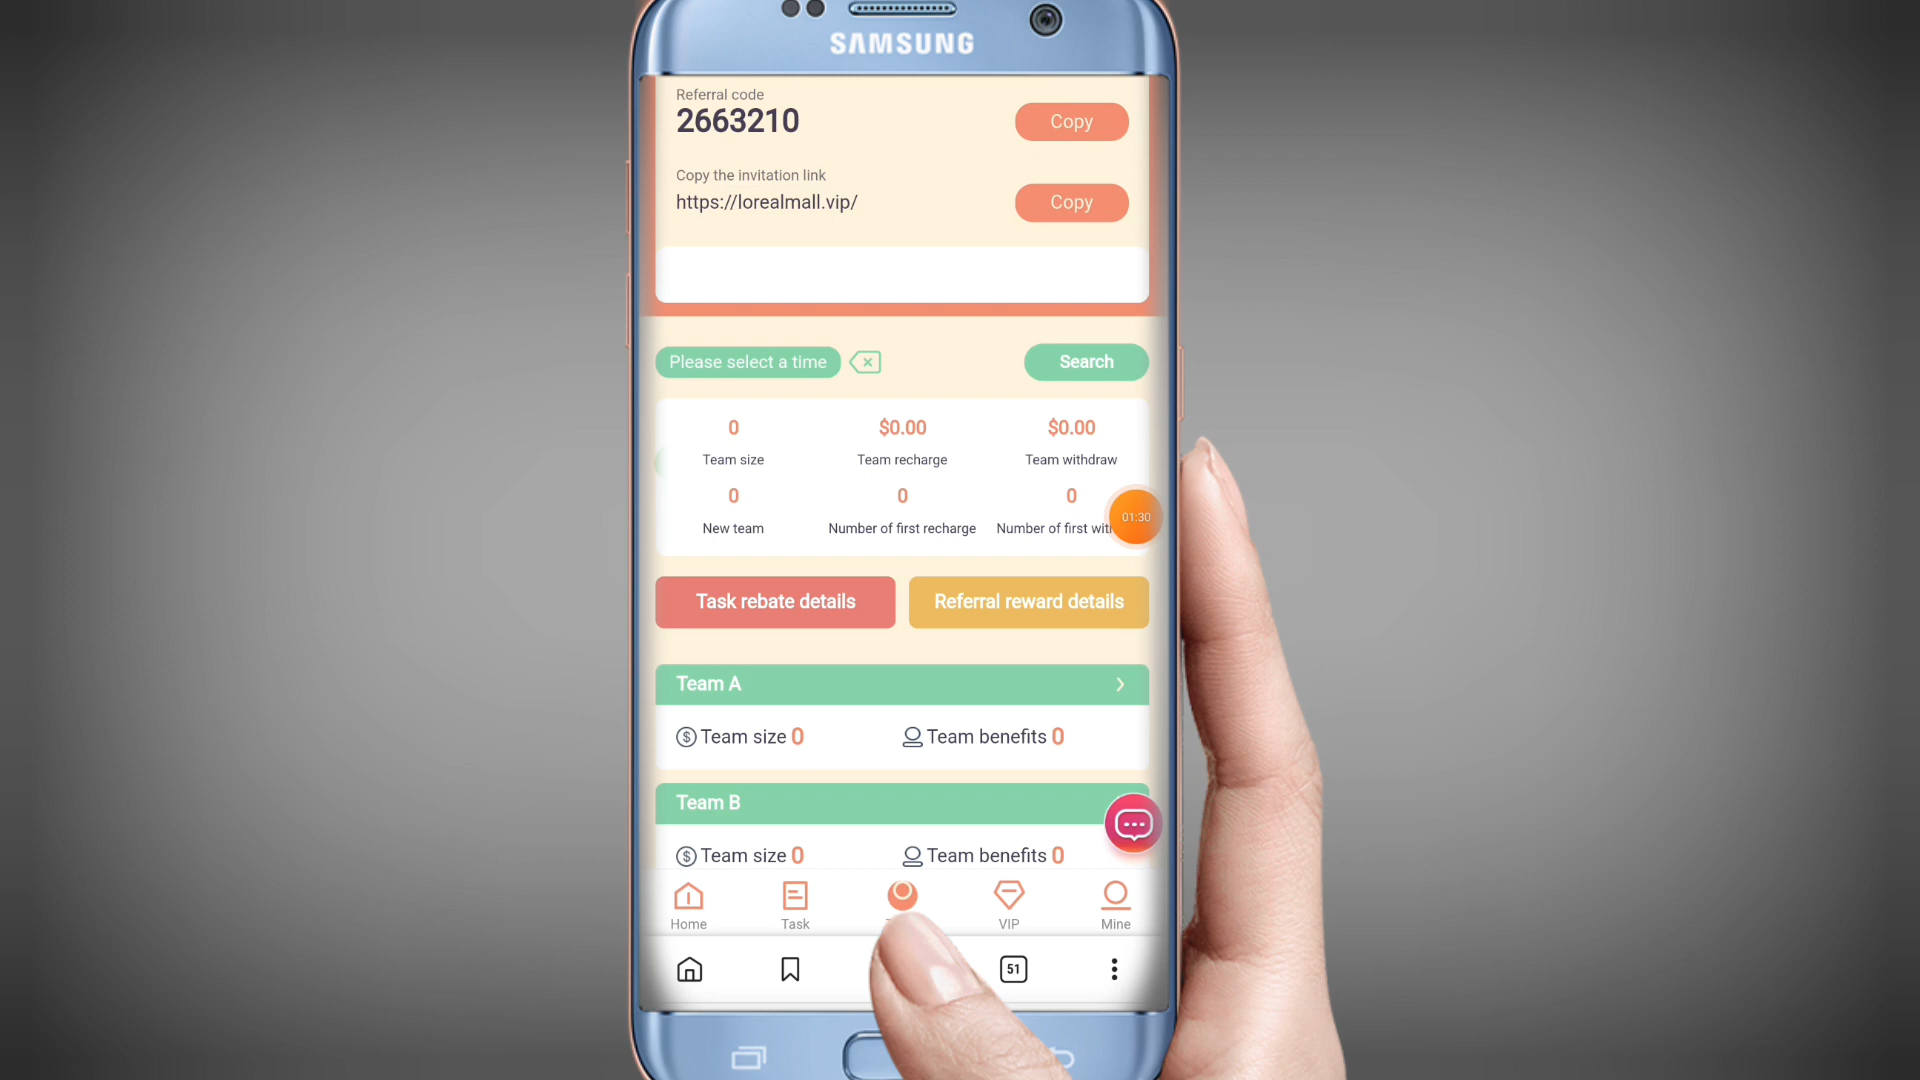 SAMSUNG
Referral code
2663210
Copy
Copy the invitation link
https://lorealmall.vip/
Copy
Please select a time
Search
0
$0.00
$0.00
Team size
Team recharge
Team withdraw
0
0
0
01:30
New team
Number of first recharge
Number of first
Task rebate details
Referral reward details
Team A
$ Team size 0
Team benefits 0
Team B
$ Team size 0
Team benefits 0
Home
Task
VIP
Mine
51